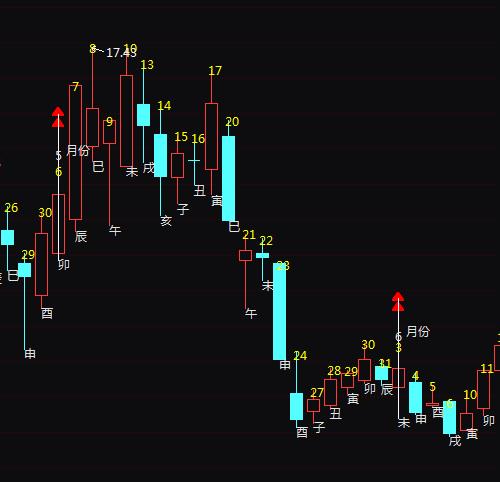 8
17.43
10
13
17
7
14
9
20
15
16
5 月份
6
巳
未
戌
辰
午
亥
子
丑
寅
巳
26
30
29
巳
卯
酉
申
21
22
23
未
午
申
24
酉
27
子
28
丑
29
寅
30
卯
31
辰
6 月份
3
未
4
申
5
酉
6
戌
10
寅
11
卯